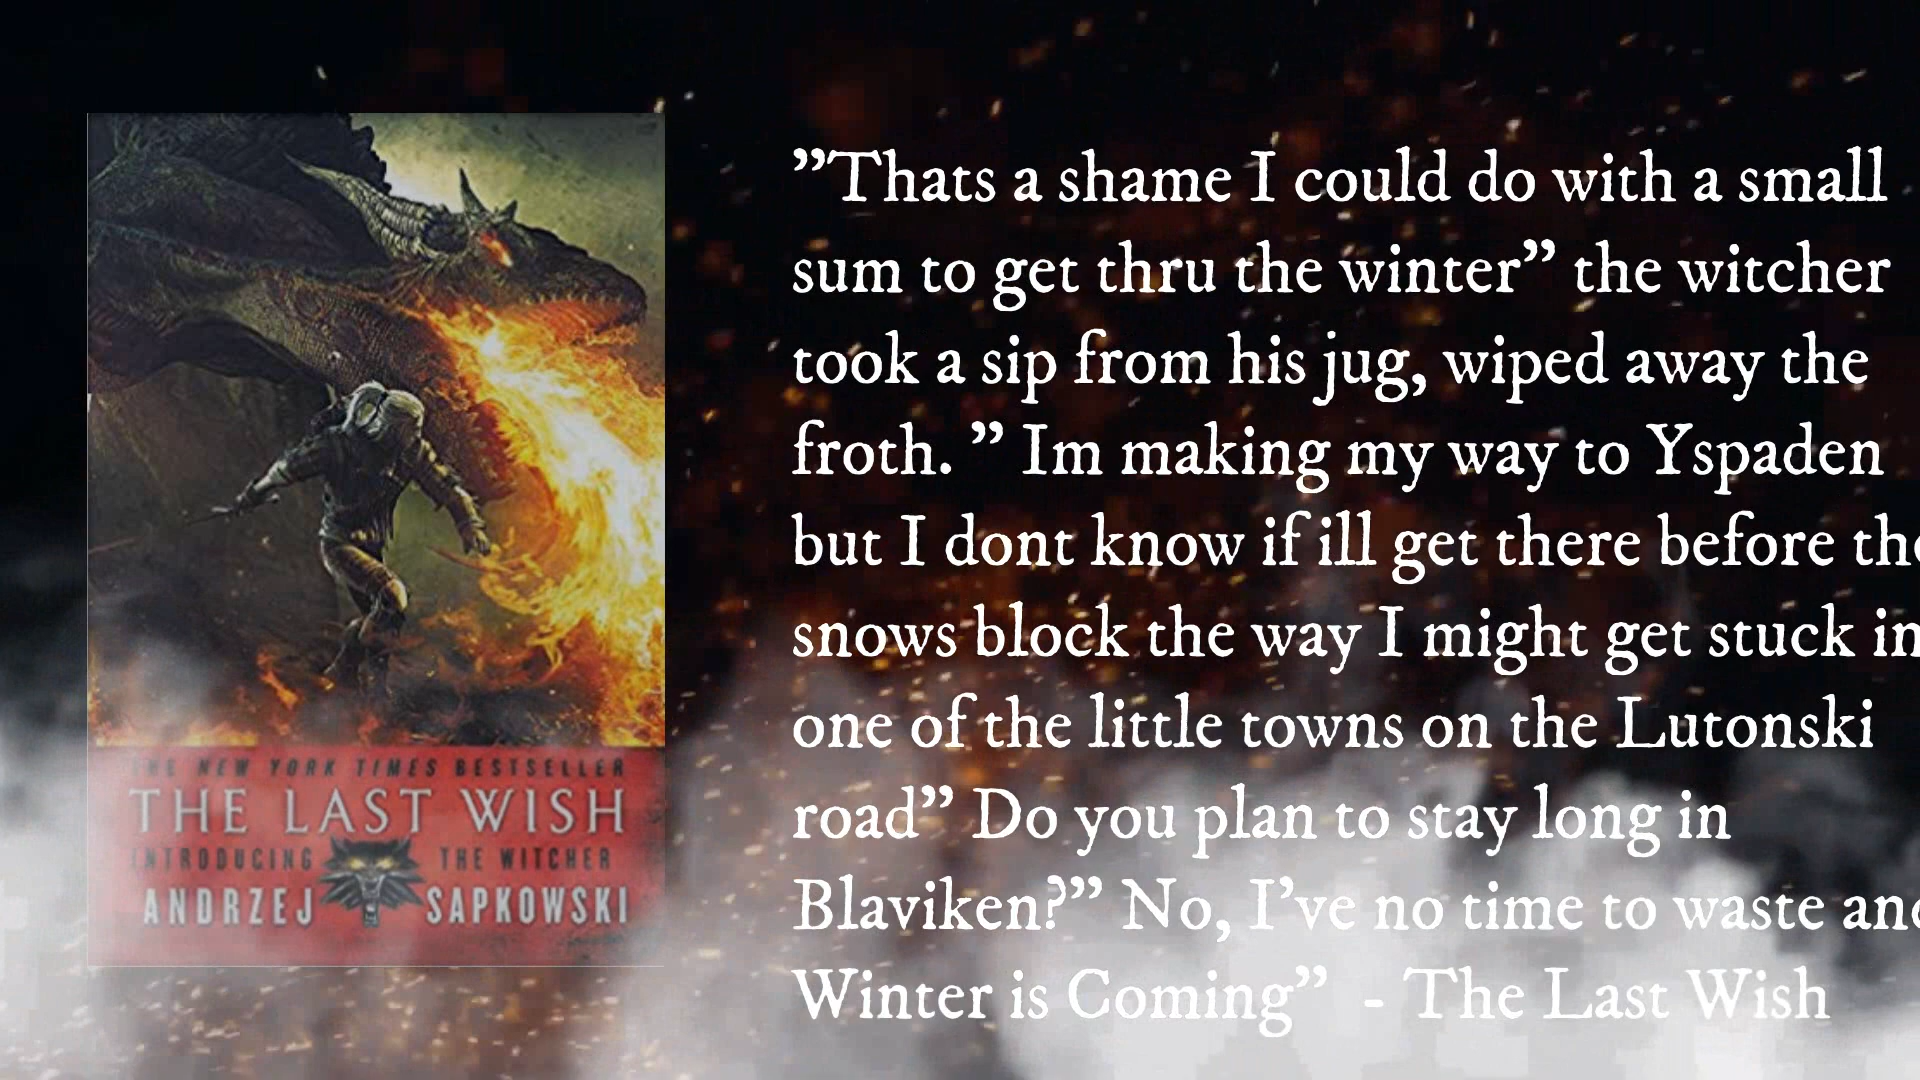 THE NEW YORK TIMES BESTSELLER
THE LAST WISH
INTRODUCING THE WITCHER
ANDRZEJ SAPKOWSKI
”Thats a shame I could do with a small
sum to get thru the winter” the witcher
took a sip from his jug, wiped away the
froth. ” Im making my way to Yspaden
but I dont know if ill get there before the
snows block the way I might get stuck in
one of the little towns on the Lutonski
road” Do you plan to stay long in
Blaviken?” No, I’ve no time to waste and
Winter is Coming” - The Last Wish